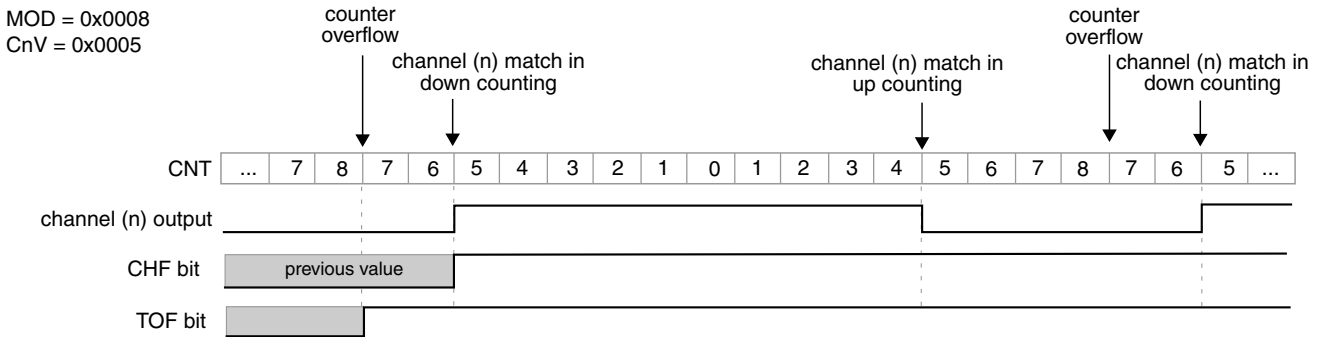 MOD = 0x0008
CnV = 0x0005
counter
overflow
channel (n) match in
down counting
channel (n) match in
up counting
counter
overflow
channel (n) match in
down counting
CNT ... 7 8 7 6 5 4 3 2 1 0 1 2 3 4 5 6 7 8 7 6 5 ...
channel (n) output
CHF bit previous value
TOF bit